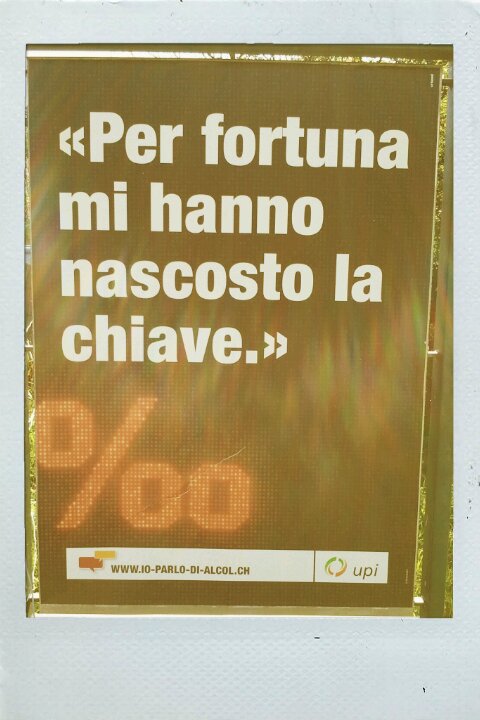 «Per fortuna
mi hanno
nascosto la
chiave.»
‰
WWW.IO-PARLO-DI-ALCOL.CH
upi